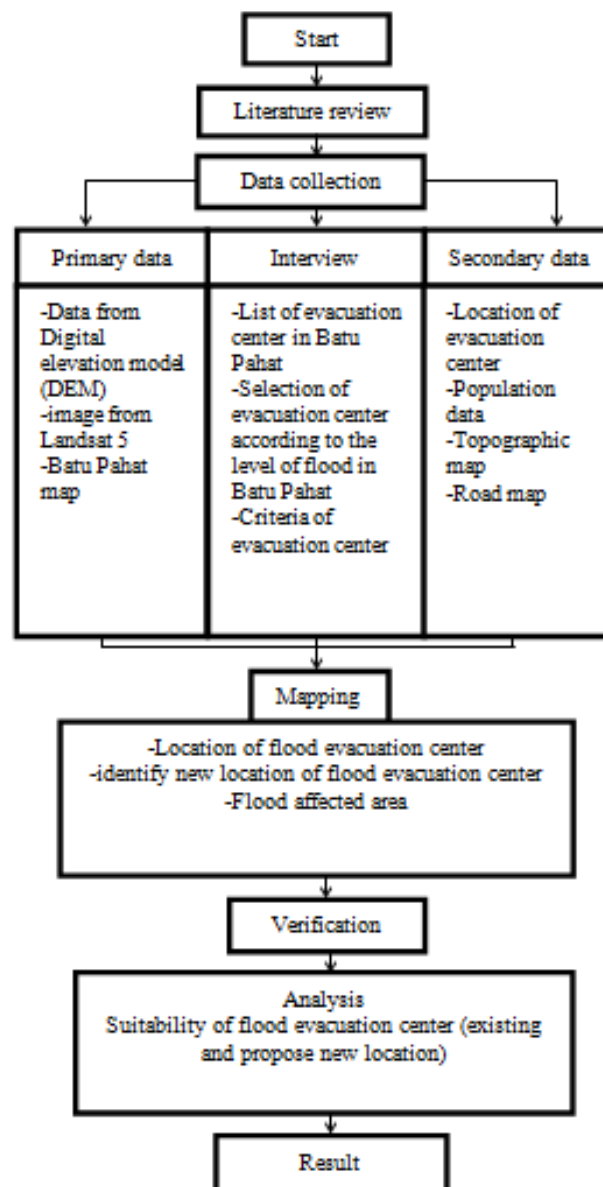 Start
Literature review
Data collection
Primary data
Interview
Secondary data
-Data from
Digital
elevation model
(DEM)
-image from
Landsat 5
-Batu Pahat
map
-List of evacuation
center in Batu
Pahat
-Selection of
evacuation center
according to the
level of flood in
Batu Pahat
-Criteria of
evacuation center
-Location of
evacuation
center
-Population
data
-Topographic
map
-Road map
Mapping
-Location of flood evacuation center
-identify new location of flood evacuation center
-Flood affected area
Verification
Analysis
Suitability of flood evacuation center (existing
and propose new location)
Result